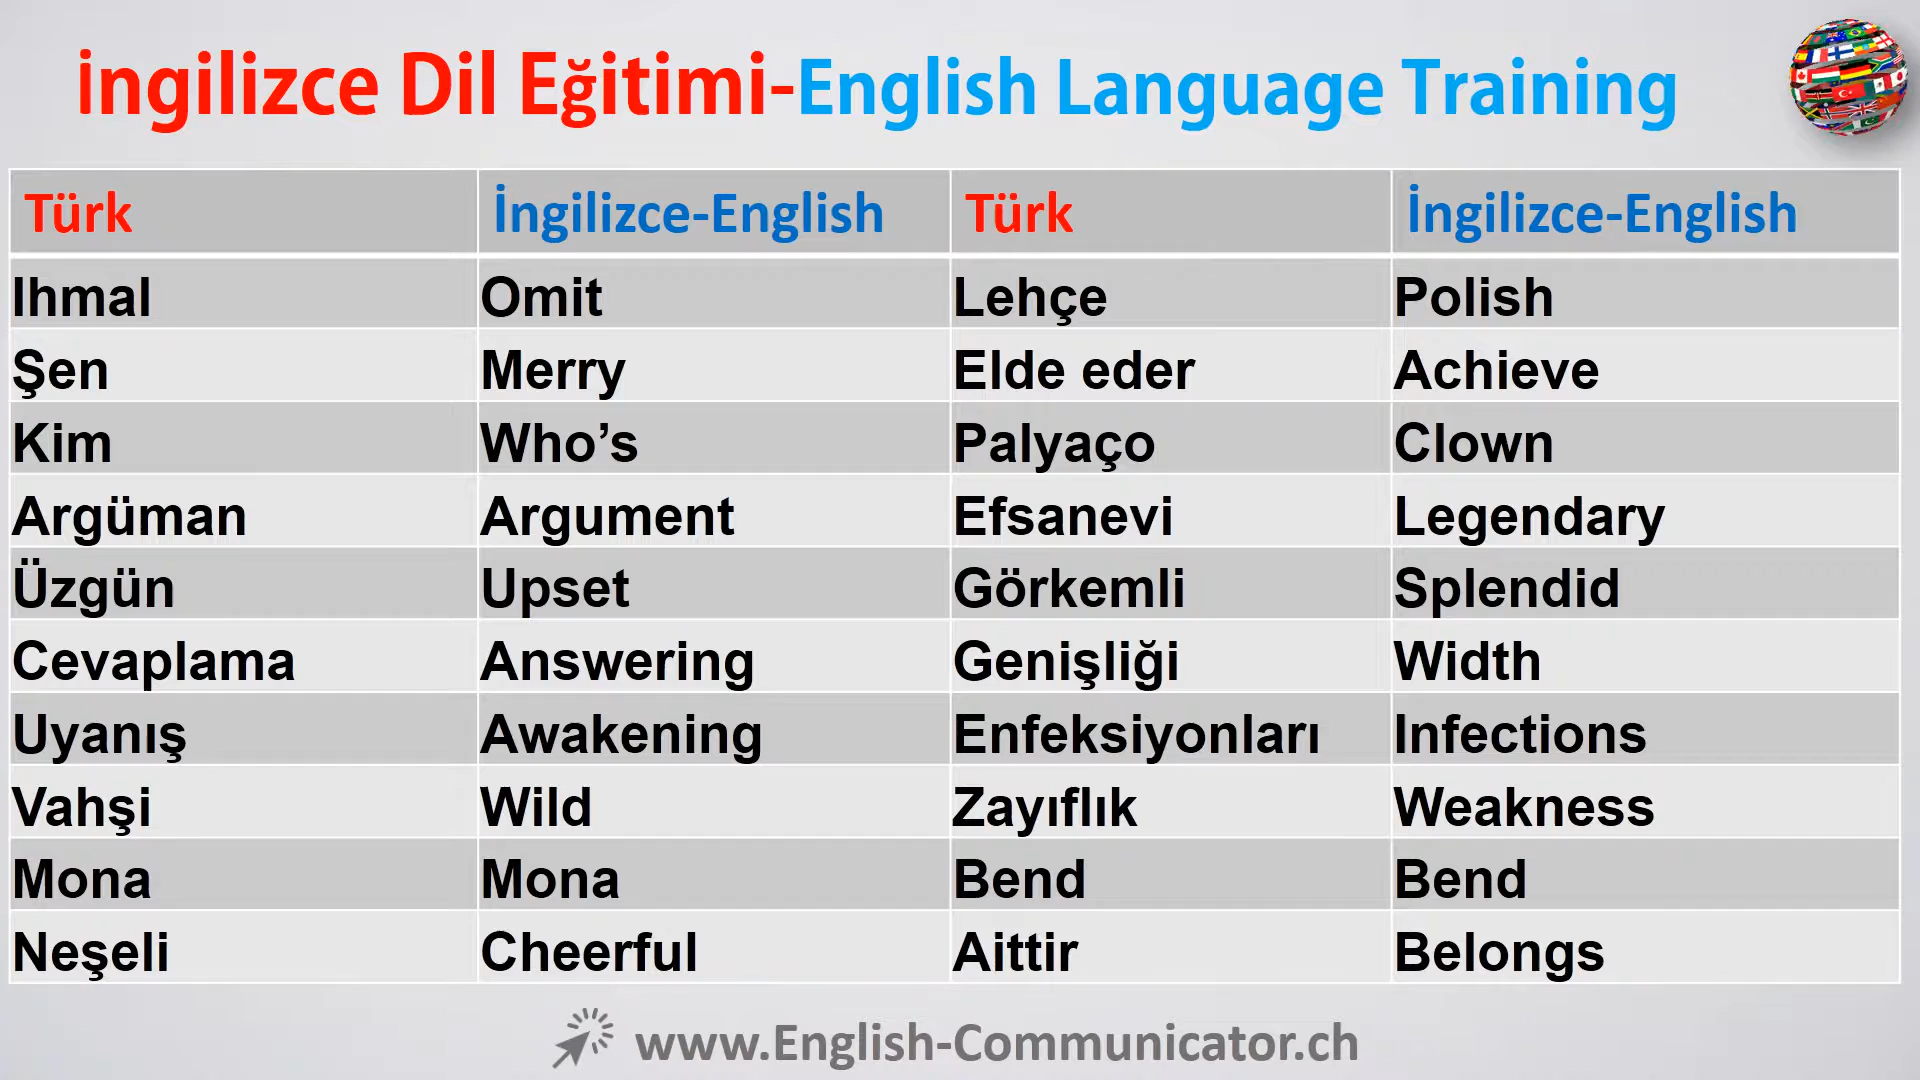 İngilizce Dil Eğitimi-English Language Training
Türk İngilizce-English Türk İngilizce-English
Ihmal Omit Lehçe Polish
Şen Merry Elde eder Achieve
Kim Who’s Palyaço Clown
Argüman Argument Efsanevi Legendary
Üzgün Upset Görkemli Splendid
Cevaplama Answering Genişliği Width
Uyanış Awakening Enfeksiyonları Infections
Vahşi Wild Zayıflık Weakness
Mona Mona Bend Bend
Neşeli Cheerful Aittir Belongs
www.English-Communicator.ch